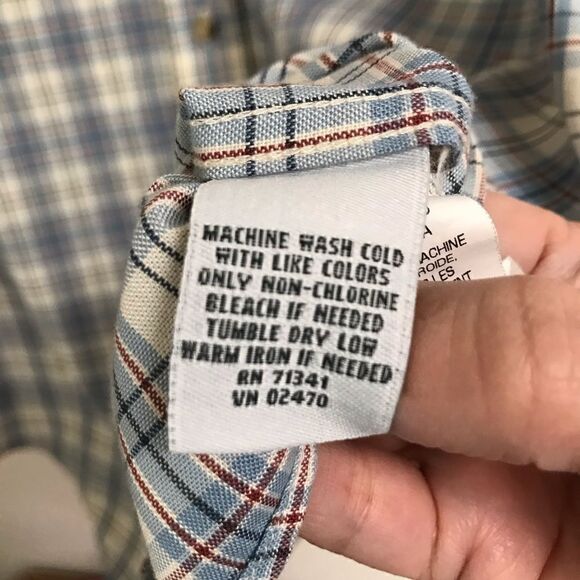 MACHINE WASH COLD
WITH LIKE COLORS
ONLY NON-CHLORINE
BLEACH IF NEEDED
TUMBLE DRY LOW
WARM IRON IF NEEDED
RN 71341
VN 02470
LES